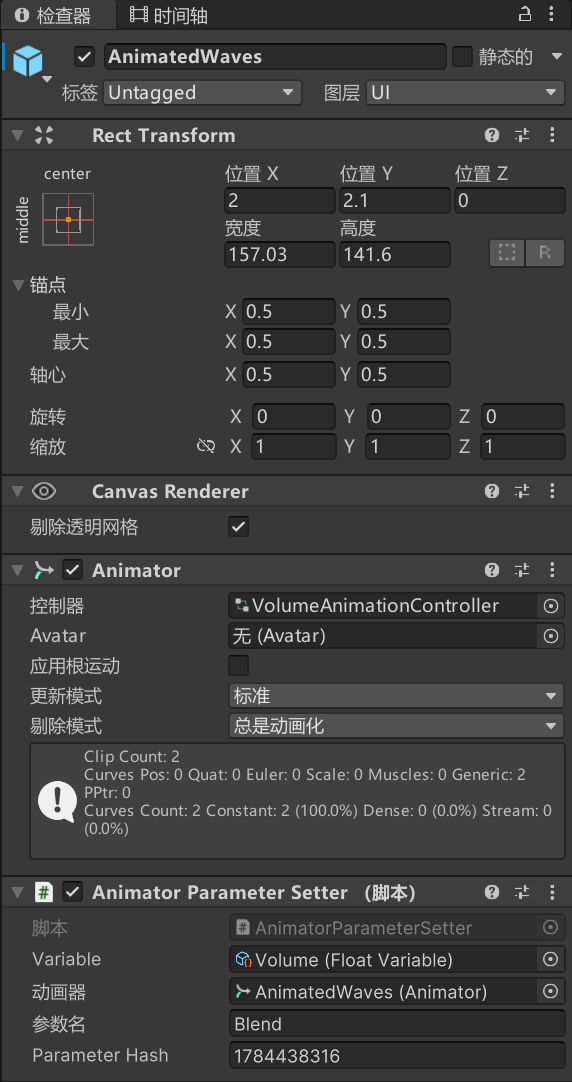 检查器 时间轴
AnimatedWaves 静态的
标签 Untagged 图层 UI
Rect Transform
center
middle
位置 X 位置 Y 位置 Z
2 2.1 0
宽度 高度
157.03 141.6 R
锚点
最小 X 0.5 Y 0.5
最大 X 0.5 Y 0.5
轴心 X 0.5 Y 0.5
旋转 X 0 Y 0 Z 0
缩放 X 1 Y 1 Z 1
Canvas Renderer
剔除透明网格
Animator
控制器 VolumeAnimationController
Avatar 无 (Avatar)
应用根运动
更新模式 标准
剔除模式 总是动画化
Clip Count: 2
Curves Pos: 0 Quat: 0 Euler: 0 Scale: 0 Muscles: 0 Generic: 2
PPtr: 0
Curves Count: 2 Constant: 2 (100.0%) Dense: 0 (0.0%) Stream: 0
(0.0%)
# Animator Parameter Setter （脚本）
脚本 # AnimatorParameterSetter
Variable Volume (Float Variable)
动画器 AnimatedWaves (Animator)
参数名 Blend
Parameter Hash 1784438316